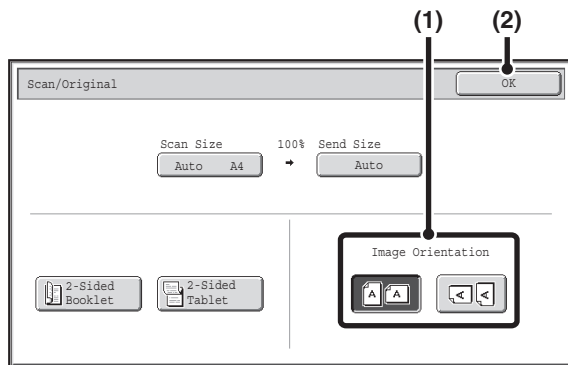 (1) (2)
Scan/Original OK
Scan Size 100% Send Size
Auto A4 → Auto
Image Orientation
2-Sided
Booklet
2-Sided
Tablet
A A A A